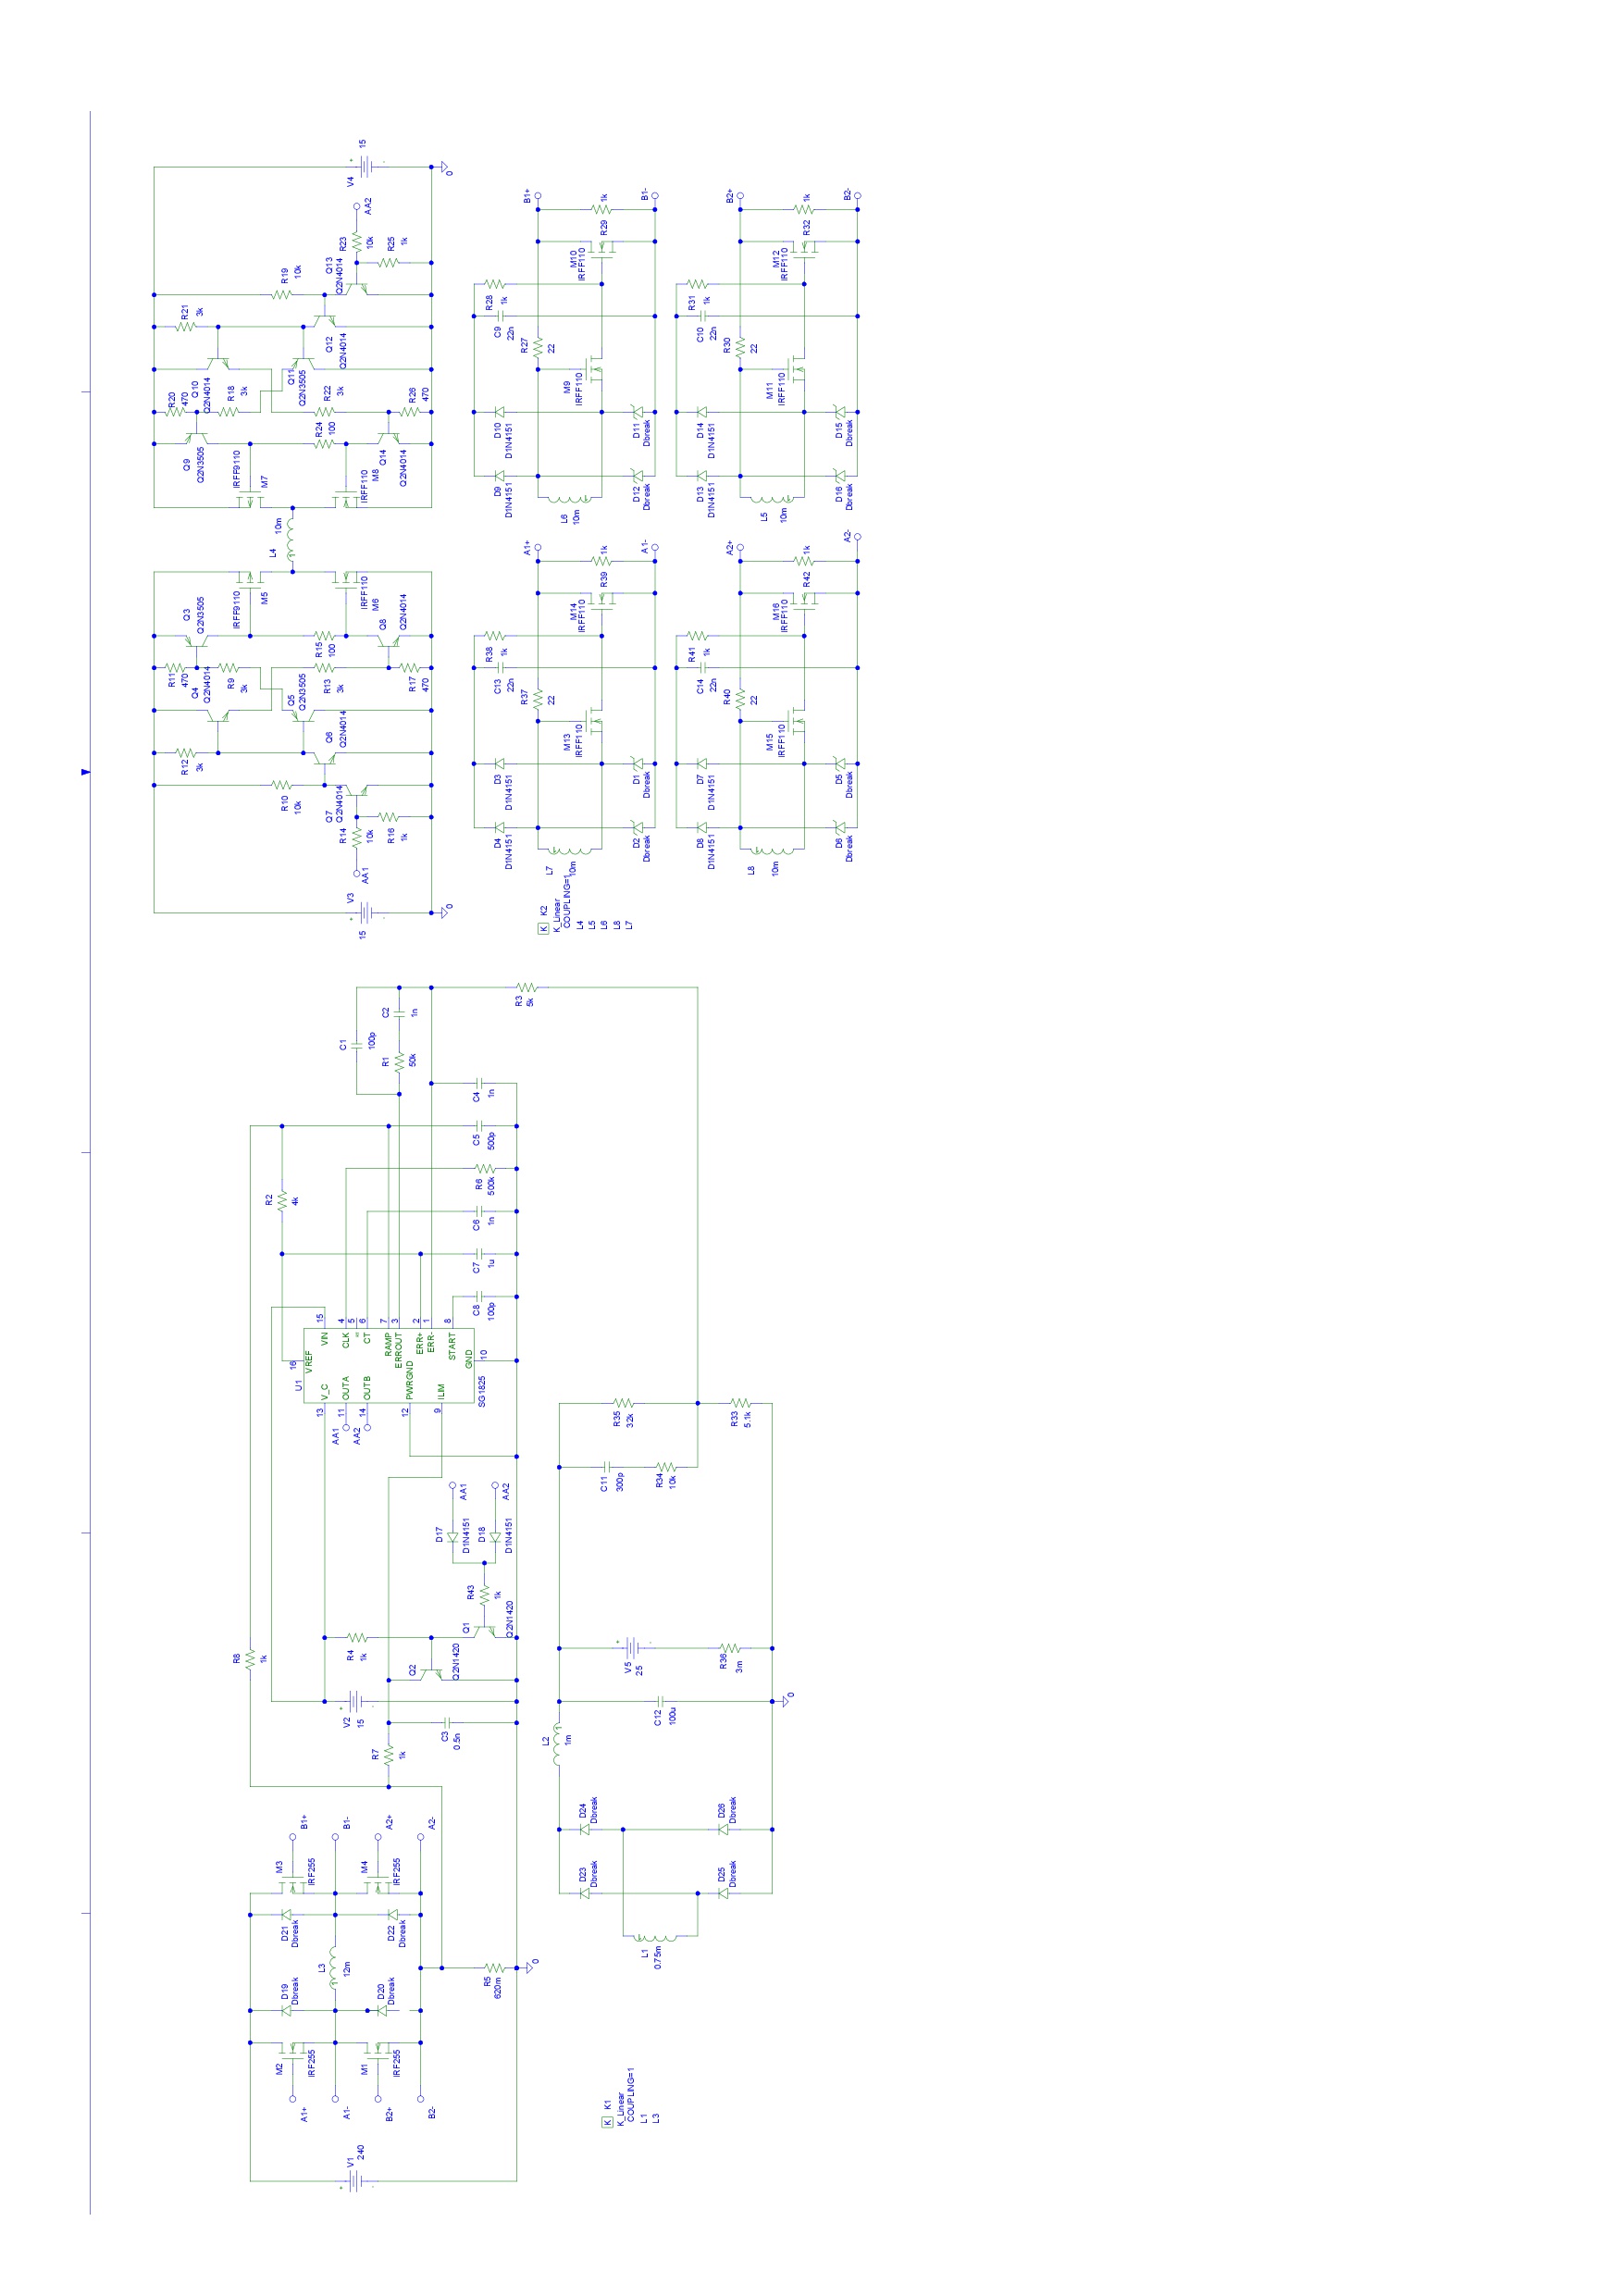 V4
15
0
AA2
R23
10k
R25
1k
Q13
Q2N4014
R19
10k
R21
3k
Q12
Q2N4014
Q11
Q2N3505
Q10
Q2N4014
R20
470
R18
3k
R22
3k
R26
470
R24
100
Q9
Q2N3505
Q14
Q2N4014
IRFF9110
M7
IRFF110
M8
L4
10m
1
M5
IRFF9110
M6
IRFF110
Q3
Q2N3505
Q8
Q2N4014
R15
100
R11
470
R9
3k
R13
3k
R17
470
Q4
Q2N4014
Q5
Q2N3505
Q6
Q2N4014
R12
3k
R10
10k
Q7
Q2N4014
R14
10k
R16
1k
AA1
V3
15
0
B1+
B1-
R29
1k
M10
IRFF110
R28
1k
C9
22n
R27
22
M9
IRFF110
D10
D1N4151
D11
Dbreak
D9
D1N4151
D12
Dbreak
L6
10m
B2+
B2-
R32
1k
M12
IRFF110
R31
1k
C10
22n
R30
22
M11
IRFF110
D14
D1N4151
D15
Dbreak
D13
D1N4151
D16
Dbreak
L5
10m
A1+
A1-
R39
1k
M14
IRFF110
R38
1k
C13
22n
R37
22
M13
IRFF110
D3
D1N4151
D1
Dbreak
D4
D1N4151
D2
Dbreak
L7
10m
A2+
A2-
R42
1k
M16
IRFF110
R41
1k
C14
22n
R40
22
M15
IRFF110
D7
D1N4151
D5
Dbreak
D8
D1N4151
D6
Dbreak
L8
10m
K K2
K_Linear
COUPLING=1
L4
L5
L6
L8
L7
R3
5k
C2
1n
C1
100p
R1
50k
C4
1n
C5
500p
R6
500k
R2
4k
C6
1n
C7
1u
C8
100p
U1
SG1825
16
VREF
15
VIN
4
CLK
5
6
CT
7
RAMP
3
ERROUT
2
ERR+
1
ERR-
8
START
10
GND
V_C
13
OUTA
11
OUTB
14
PWRGND
12
ILIM
9
AA1
AA2
AA1
AA2
D17
D1N4151
D18
D1N4151
R43
1k
Q1
Q2N1420
Q2
Q2N1420
R4
1k
R8
1k
V2
15
C3
0.5n
R7
1k
R35
32k
R33
5.1k
C11
300p
R34
10k
V5
25
R36
3m
C12
100u
0
L2
1m
1
D24
Dbreak
D26
Dbreak
D23
Dbreak
D25
Dbreak
L1
0.75m
B1+
B1-
A2+
A2-
M3
IRF255
M4
IRF255
D21
Dbreak
D22
Dbreak
L3
12m
1
D19
Dbreak
D20
Dbreak
R5
620m
0
M2
IRF255
M1
IRF255
A1+
A1-
B2+
B2-
V1
240
K K1
K_Linear
COUPLING=1
L1
L3